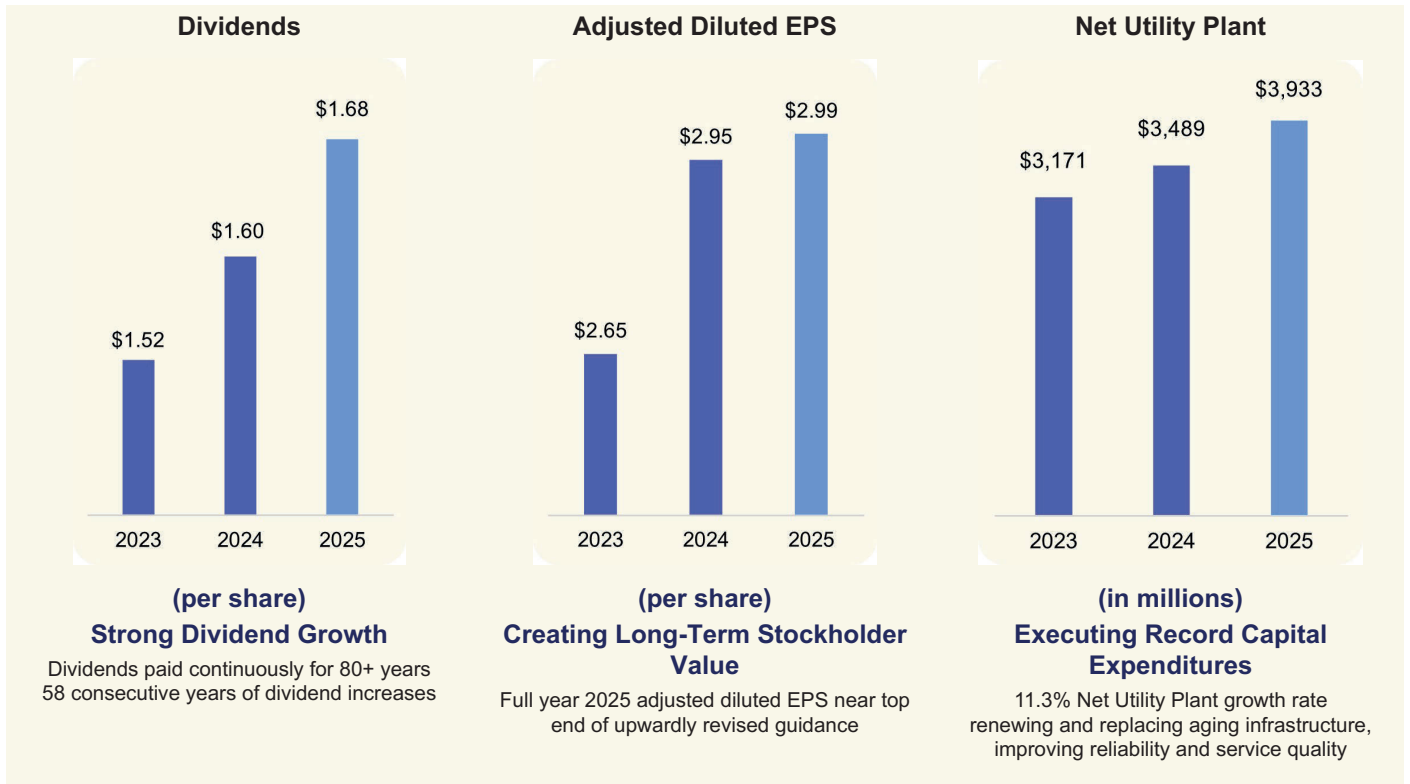 Dividends
$1.52
$1.60
$1.68
2023
2024
2025
(per share)
Strong Dividend Growth
Dividends paid continuously for 80+ years
58 consecutive years of dividend increases
Adjusted Diluted EPS
$2.65
$2.95
$2.99
2023
2024
2025
(per share)
Creating Long-Term Stockholder
Value
Full year 2025 adjusted diluted EPS near top
end of upwardly revised guidance
Net Utility Plant
$3,171
$3,489
$3,933
2023
2024
2025
(in millions)
Executing Record Capital
Expenditures
11.3% Net Utility Plant growth rate
renewing and replacing aging infrastructure,
improving reliability and service quality